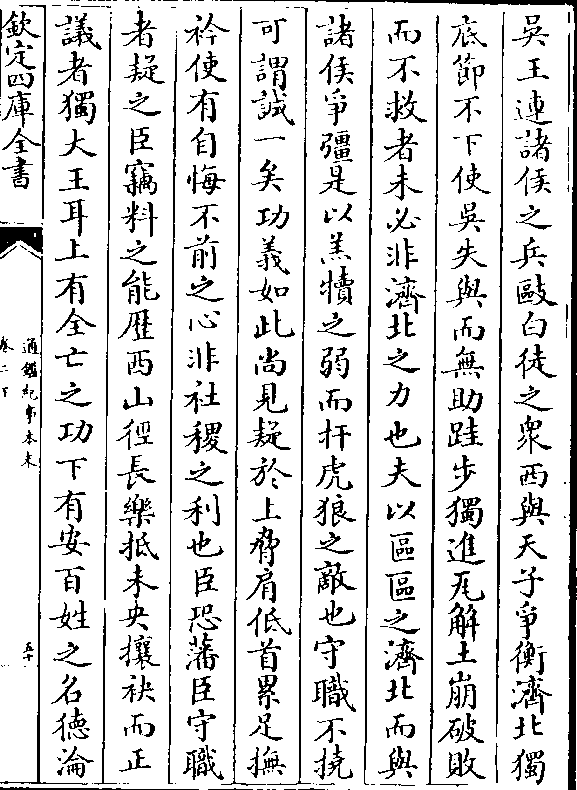 吳王連諸侯之兵敺白徒之衆西與天子爭衡濟北獨
底節不下使吳失與而無助跬步獨進瓦解土崩破敗
而不救者未必非濟北之力也夫以區區之濟北而與
諸侯爭彊是以羔犢之弱而扞虎狼之敵也守職不撓
可謂誠一矣功義如此尚見疑於上脅肩低首累足撫
衿使有自悔不前之心非社稷之利也臣恐藩臣守職
者疑之臣竊料之能歷西山徑長樂抵未央攘袂而正
議者獨大王耳上有全亡之功下有安百姓之名德淪
欽定四庫全書
通鑑紀事本末
卷二下
五十